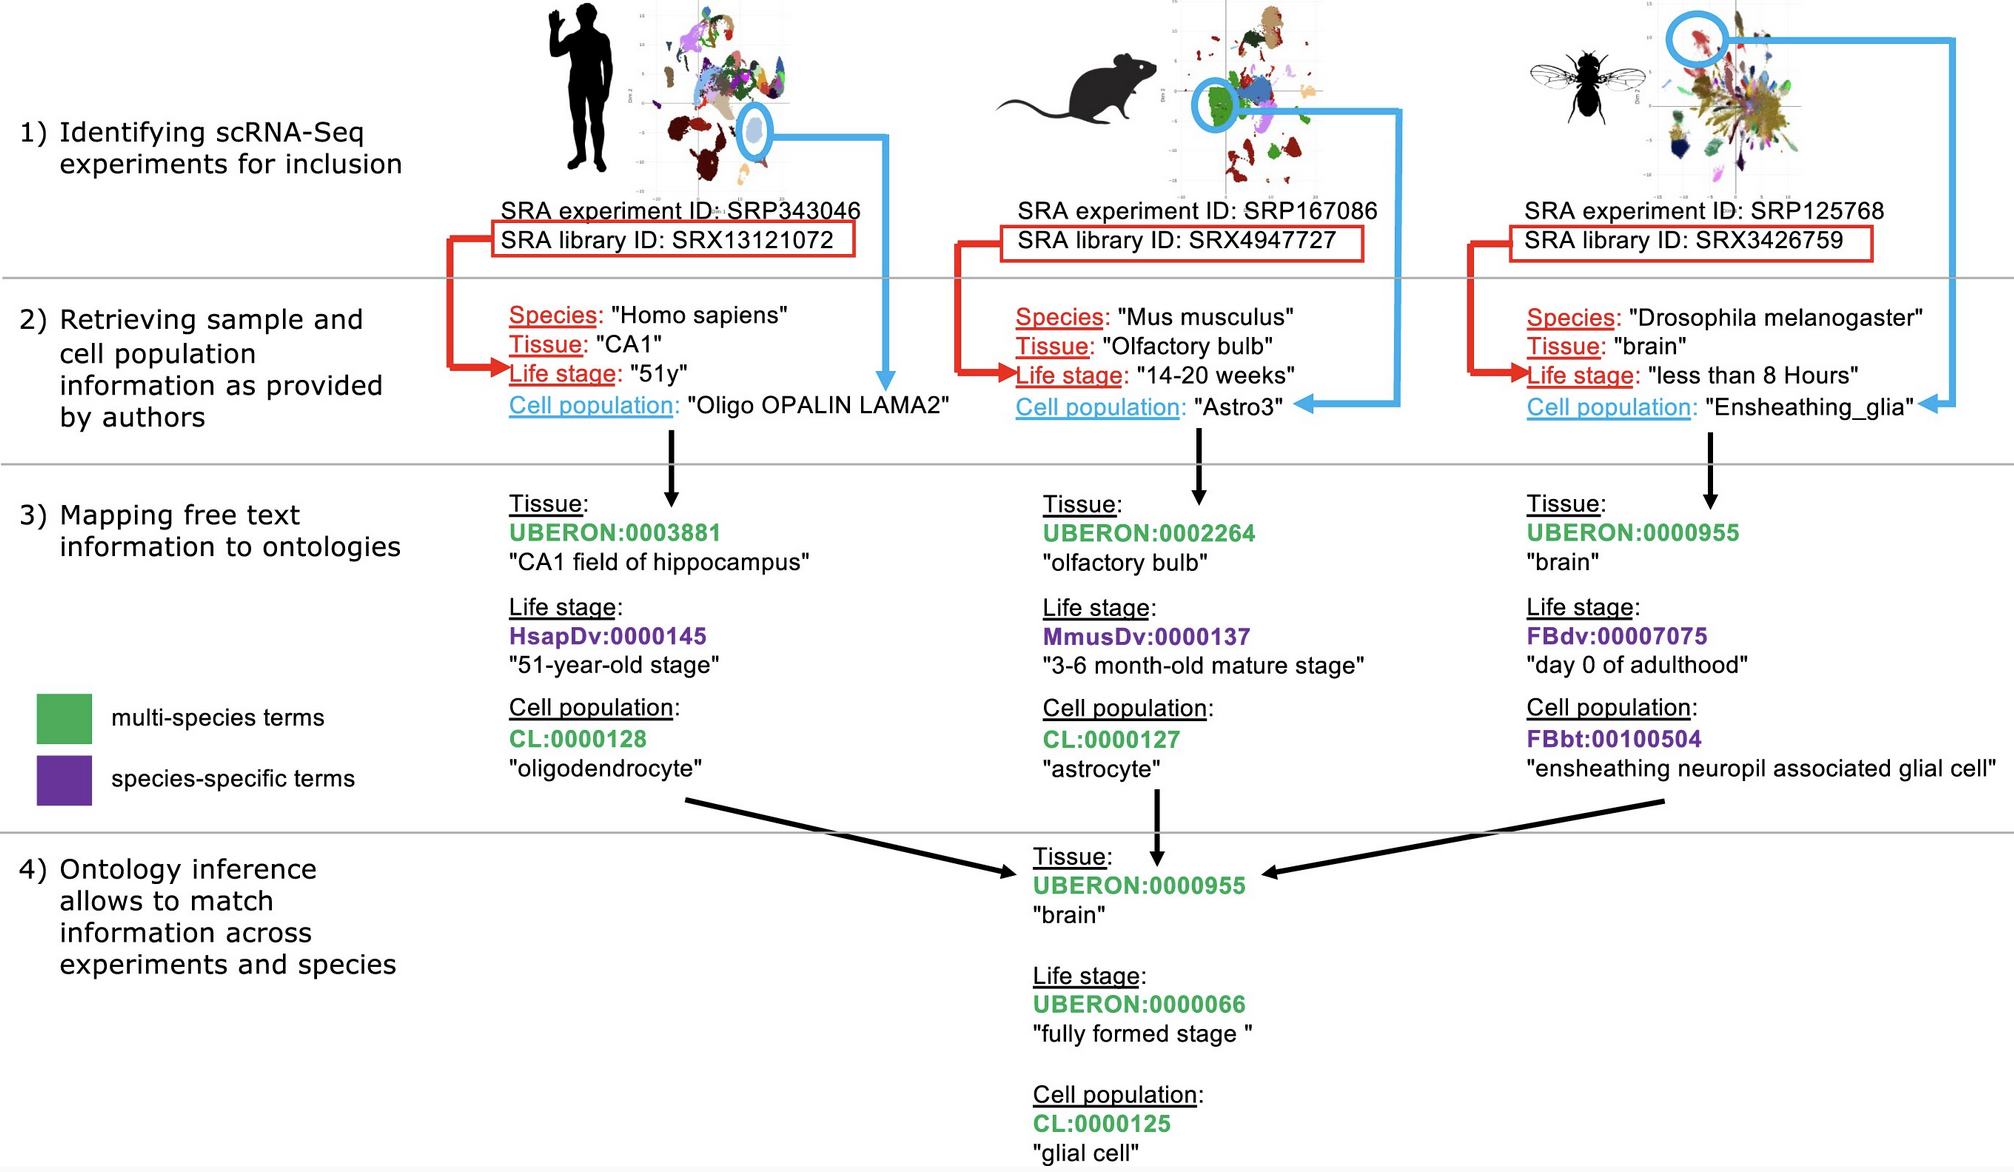 1) Identifying scRNA-Seq
experiments for inclusion
SRA experiment ID: SRP343046
SRA library ID: SRX13121072
SRA experiment ID: SRP167086
SRA library ID: SRX4947727
SRA experiment ID: SRP125768
SRA library ID: SRX3426759
2) Retrieving sample and
cell population
information as provided
by authors
Species: "Homo sapiens"
Tissue: "CA1"
Life stage: "51y"
Cell population: "Oligo OPALIN LAMA2"
Species: "Mus musculus"
Tissue: "Olfactory bulb"
Life stage: "14-20 weeks"
Cell population: "Astro3"
Species: "Drosophila melanogaster"
Tissue: "brain"
Life stage: "less than 8 Hours"
Cell population: "Ensheathing_glia"
3) Mapping free text
information to ontologies
multi-species terms
species-specific terms
Tissue:
UBERON:0003881
"CA1 field of hippocampus"
Life stage:
HsapDv:0000145
"51-year-old stage"
Cell population:
CL:0000128
"oligodendrocyte"
Tissue:
UBERON:0002264
"olfactory bulb"
Life stage:
MmusDv:0000137
"3-6 month-old mature stage"
Cell population:
CL:0000127
"astrocyte"
Tissue:
UBERON:0000955
"brain"
Life stage:
FBdv:00007075
"day 0 of adulthood"
Cell population:
FBbt:00100504
"ensheathing neuropil associated glial cell"
4) Ontology inference
allows to match
information across
experiments and species
Tissue:
UBERON:0000955
"brain"
Life stage:
UBERON:0000066
"fully formed stage "
Cell population:
CL:0000125
"glial cell"